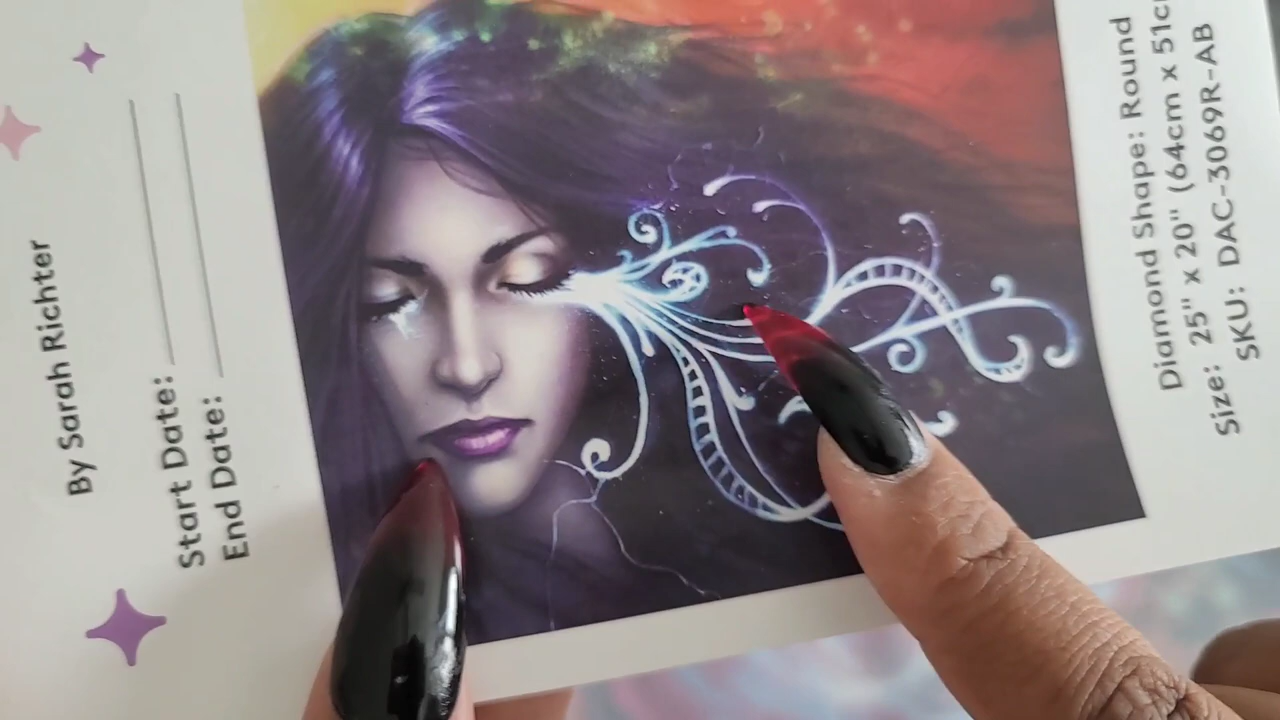 By Sarah Richter
Start Date:
End Date:
Diamond Shape: Round
Size: 25" x 20" (64cm x 51c
SKU: DAC-3069R-AB